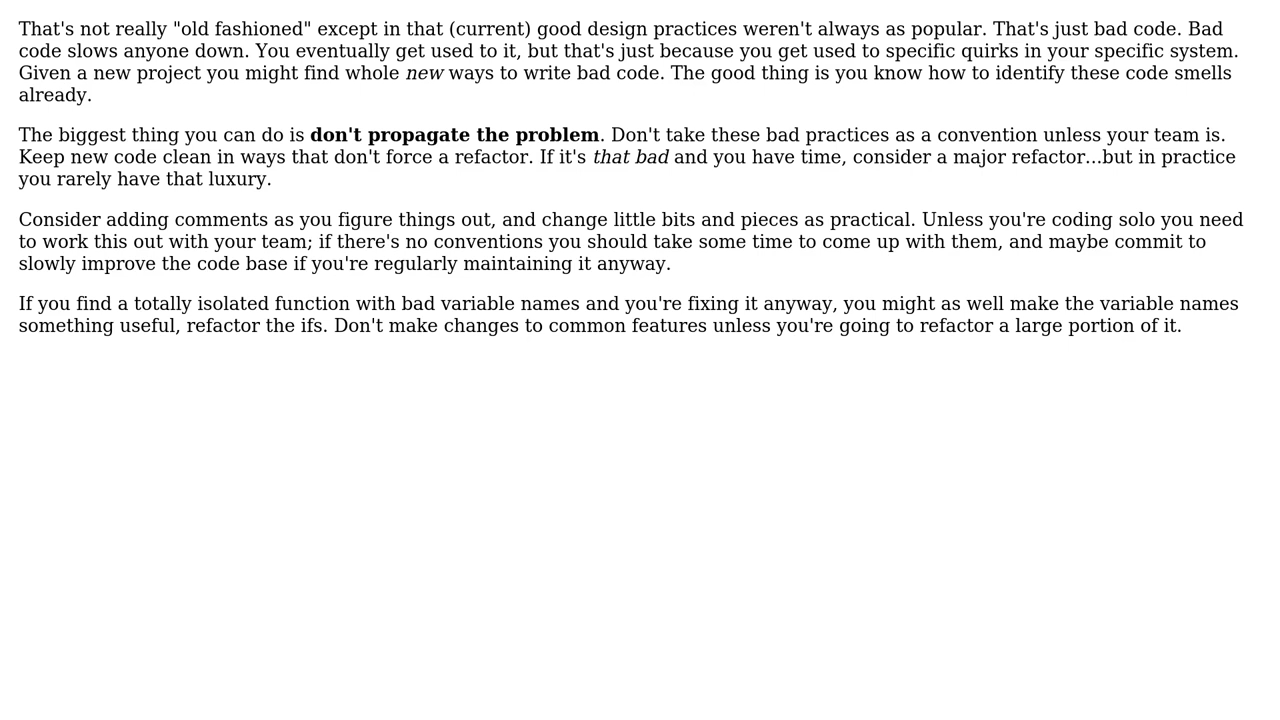 That's not really "old fashioned" except in that (current) good design practices weren't always as popular. That's just bad code. Bad
code slows anyone down. You eventually get used to it, but that's just because you get used to specific quirks in your specific system.
Given a new project you might find whole new ways to write bad code. The good thing is you know how to identify these code smells
already.
The biggest thing you can do is don't propagate the problem. Don't take these bad practices as a convention unless your team is.
Keep new code clean in ways that don't force a refactor. If it's that bad and you have time, consider a major refactor...but in practice
you rarely have that luxury.
Consider adding comments as you figure things out, and change little bits and pieces as practical. Unless you're coding solo you need
to work this out with your team; if there's no conventions you should take some time to come up with them, and maybe commit to
slowly improve the code base if you're regularly maintaining it anyway.
If you find a totally isolated function with bad variable names and you're fixing it anyway, you might as well make the variable names
something useful, refactor the ifs. Don't make changes to common features unless you're going to refactor a large portion of it.